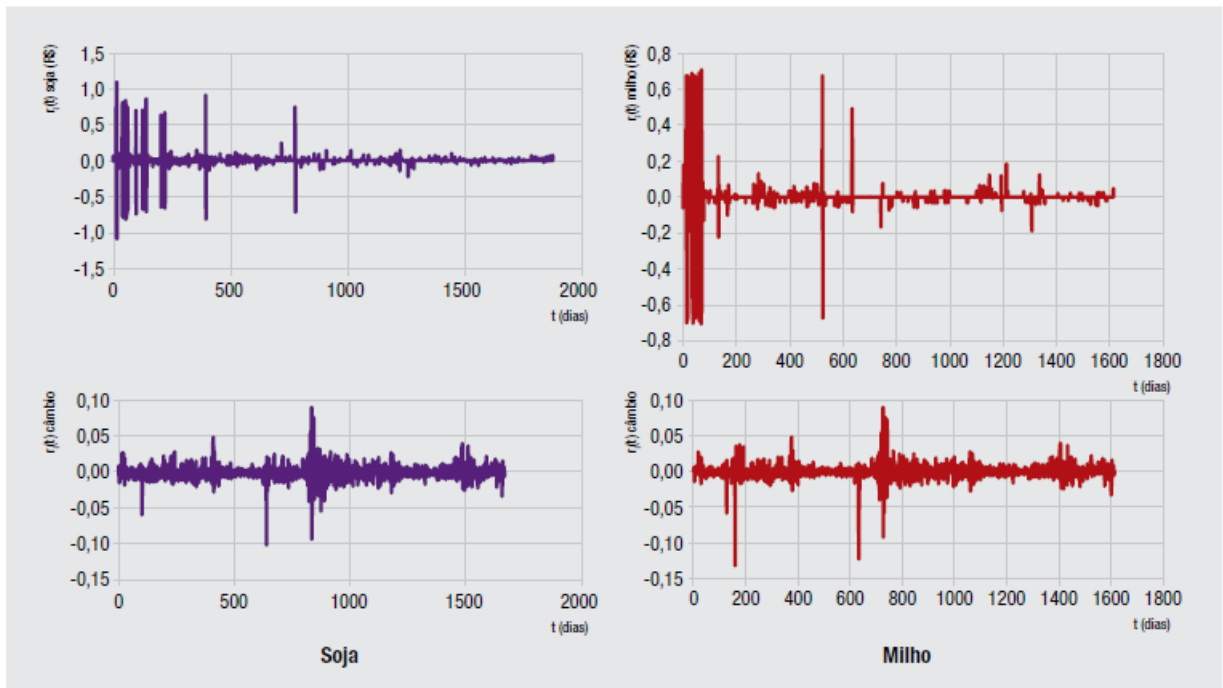 r_i(t) soja (R$)
1,5
1,0
0,5
0,0
-0,5
-1,0
-1,5
0 500 1000 1500 2000
t (dias)
r_i(t) milho (R$)
0,8
0,6
0,4
0,2
0,0
-0,2
-0,4
-0,6
-0,8
0 200 400 600 800 1000 1200 1400 1600 1800
t (dias)
r_i(t) câmbio
0,10
0,05
0,00
-0,05
-0,10
-0,15
0 500 1000 1500 2000
t (dias)
Soja
r_i(t) câmbio
0,10
0,05
0,00
-0,05
-0,10
-0,15
0 200 400 600 800 1000 1200 1400 1600 1800
t (dias)
Milho